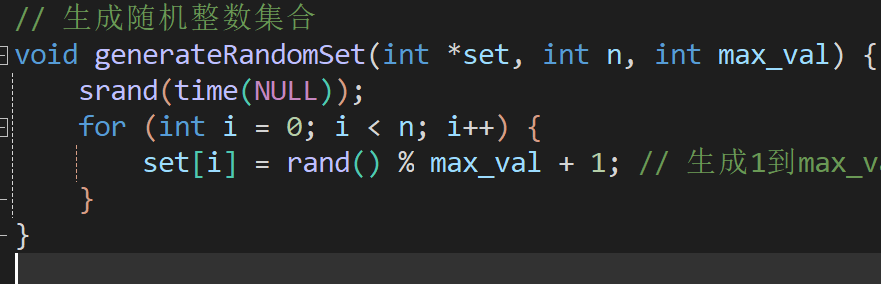 // 生成随机整数集合
void generateRandomSet(int *set, int n, int max_val) {
srand(time(NULL));
for (int i = 0; i < n; i++) {
set[i] = rand() % max_val + 1; // 生成1到max_v
}
}